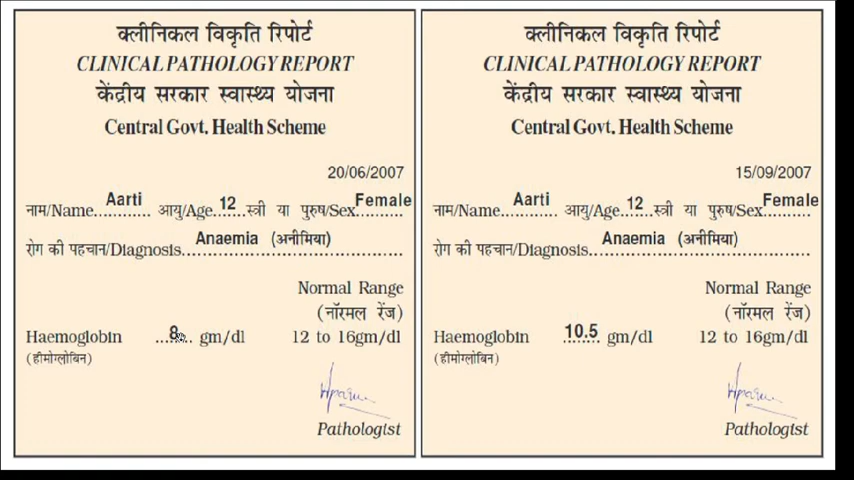 क्लीनिकल विकृति रिपोर्ट
CLINICAL PATHOLOGY REPORT
केंद्रीय सरकार स्वास्थ्य योजना
Central Govt. Health Scheme
20/06/2007
नाम/Name.............Aarti आयु/Age..12..स्त्री या पुरुष/Sex Female
रोग की पहचान/Diagnosis Anaemia (अनीमिया)
Normal Range
(नॉरमल रेंज)
Haemoglobin ...8... gm/dl 12 to 16gm/dl
(हीमोग्लोबिन)
Pathologist
क्लीनिकल विकृति रिपोर्ट
CLINICAL PATHOLOGY REPORT
केंद्रीय सरकार स्वास्थ्य योजना
Central Govt. Health Scheme
15/09/2007
नाम/Name.............Aarti आयु/Age..12..स्त्री या पुरुष/Sex Female
रोग की पहचान/Diagnosis Anaemia (अनीमिया)
Normal Range
(नॉरमल रेंज)
Haemoglobin 10.5 gm/dl 12 to 16gm/dl
(हीमोग्लोबिन)
Pathologist